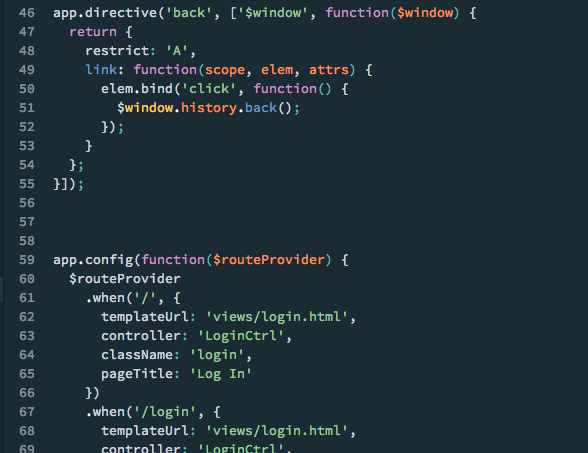 46 app.directive('back', ['$window', function($window) {
47   return {
48     restrict: 'A',
49     link: function(scope, elem, attrs) {
50       elem.bind('click', function() {
51         $window.history.back();
52       });
53     }
54   };
55 }]);
56
57
58
59 app.config(function($routeProvider) {
60   $routeProvider
61     .when('/', {
62       templateUrl: 'views/login.html',
63       controller: 'LoginCtrl',
64       className: 'login',
65       pageTitle: 'Log In'
66     })
67     .when('/login', {
68       templateUrl: 'views/login.html',
69       controller: 'LoginCtrl',